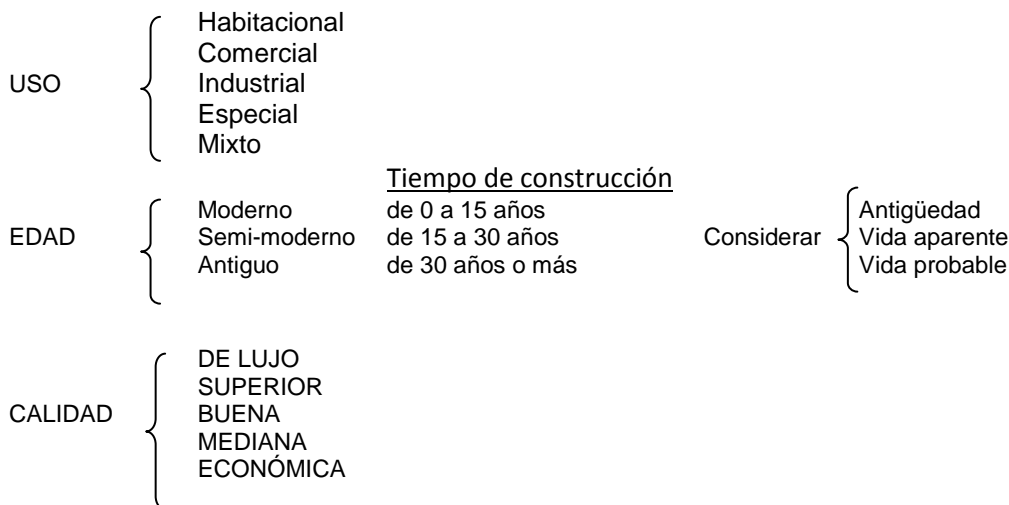 Habitacional
Comercial
USO Industrial
Especial
Mixto
Tiempo de construcción
Moderno de 0 a 15 años Antigüedad
EDAD Semi-moderno de 15 a 30 años Considerar Vida aparente
Antiguo de 30 años o más Vida probable
DE LUJO
SUPERIOR
CALIDAD BUENA
MEDIANA
ECONÓMICA